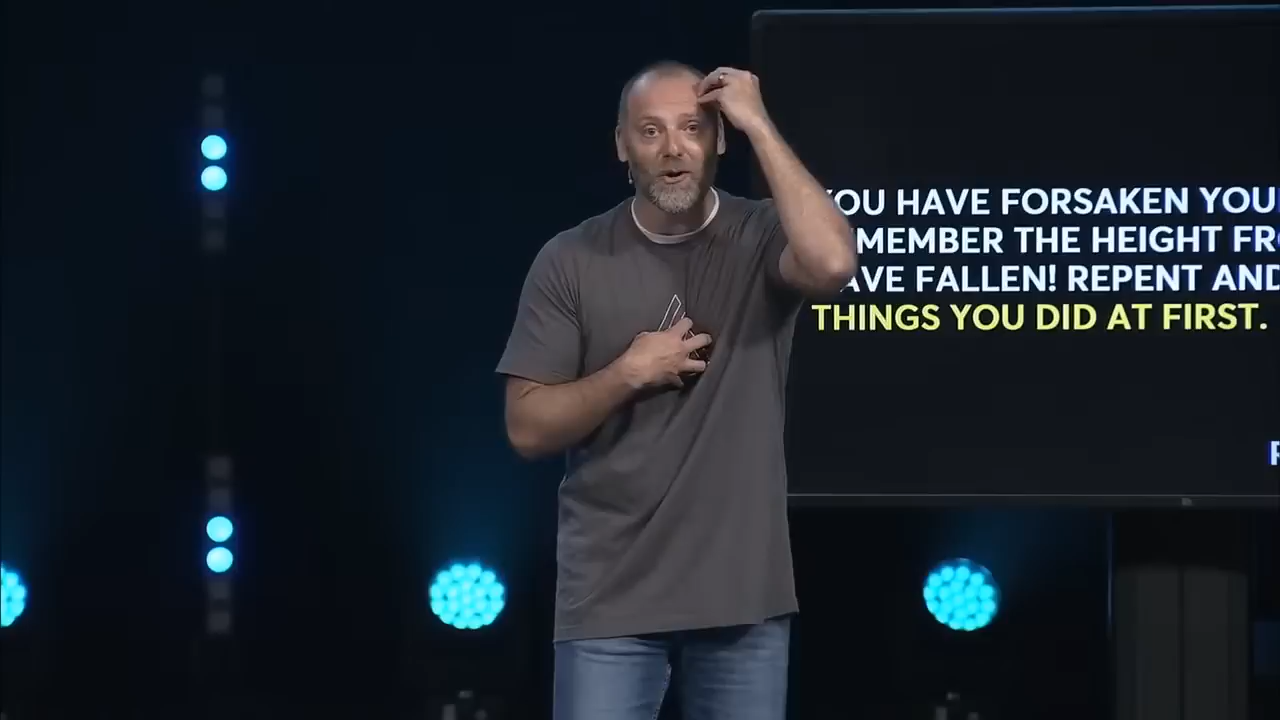 YOU HAVE FORSAKEN YOU
MEMBER THE HEIGHT FR
AVE FALLEN! REPENT AND
THINGS YOU DID AT FIRST.